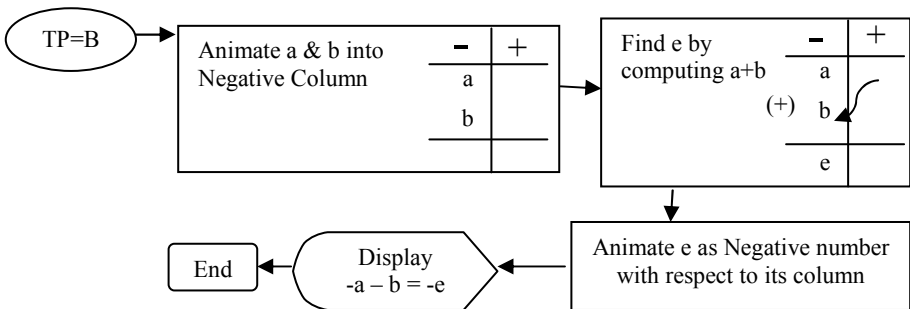 TP=B
Animate a & b into
Negative Column
– +
a
b
Find e by
computing a+b
– +
a
(+) b
e
Animate e as Negative number
with respect to its column
Display
-a – b = -e
End